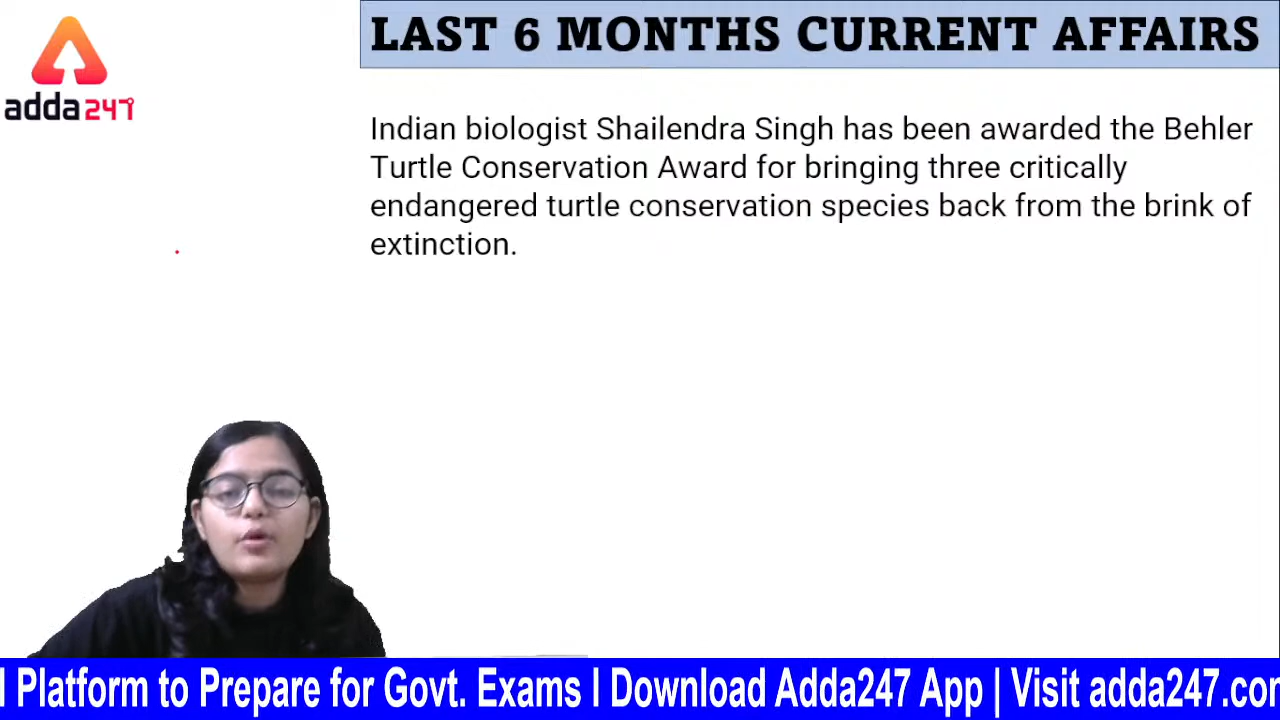 adda247
LAST 6 MONTHS CURRENT AFFAIRS
Indian biologist Shailendra Singh has been awarded the Behler
Turtle Conservation Award for bringing three critically
endangered turtle conservation species back from the brink of
extinction.
Platform to Prepare for Govt. Exams I Download Adda247 App | Visit adda247.com